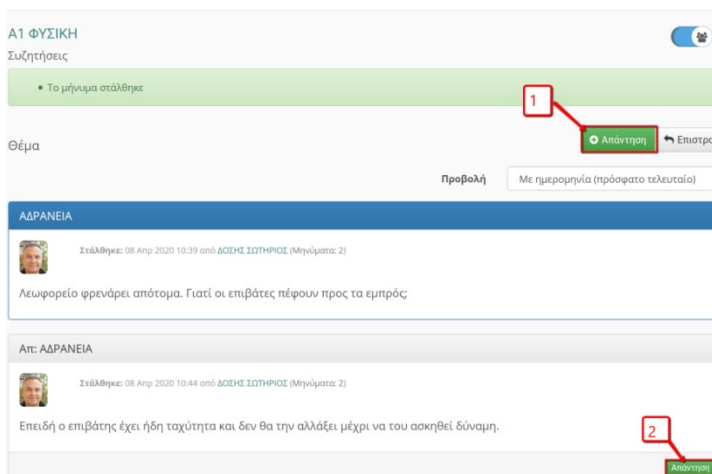 Α1 ΦΥΣΙΚΗ
Συζητήσεις
Το μήνυμα στάλθηκε
1
Θέμα
Απάντηση
Επιστρο
Προβολή
Με ημερομηνία (πρόσφατο τελευταίο)
ΑΔΡΑΝΕΙΑ
Στάλθηκε: 08 Απρ 2020 10:39 από ΔΟΣΗΣ ΣΩΤΗΡΙΟΣ (Μηνύματα: 2)
Λεωφορείο φρενάρει απότομα. Γιατί οι επιβάτες πέφουν προς τα εμπρός;
Απ: ΑΔΡΑΝΕΙΑ
Στάλθηκε: 08 Απρ 2020 10:44 από ΔΟΣΗΣ ΣΩΤΗΡΙΟΣ (Μηνύματα: 2)
Επειδή ο επιβάτης έχει ήδη ταχύτητα και δεν θα την αλλάξει μέχρι να του ασκηθεί δύναμη.
2
Απάντηση